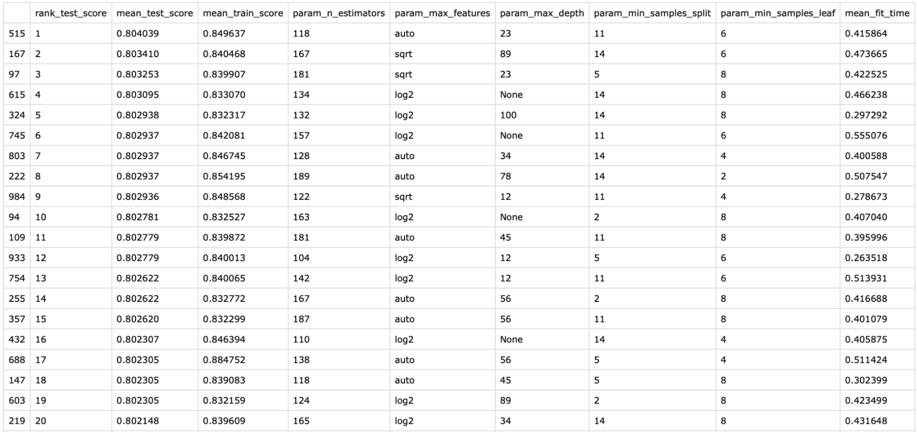 rank_test_score mean_test_score mean_train_score param_n_estimators param_max_features param_max_depth param_min_samples_split param_min_samples_leaf mean_fit_time
515 1 0.804039 0.849637 118 auto 23 11 6 0.415864
167 2 0.803410 0.840468 167 sqrt 89 14 6 0.473665
97 3 0.803253 0.839907 181 sqrt 23 5 8 0.422525
615 4 0.803095 0.833070 134 log2 None 14 8 0.466238
324 5 0.802938 0.832317 132 log2 100 14 8 0.297292
745 6 0.802937 0.842081 157 log2 None 11 6 0.555076
803 7 0.802937 0.846745 128 auto 34 14 4 0.400588
222 8 0.802937 0.854195 189 auto 78 14 2 0.507547
984 9 0.802936 0.848568 122 sqrt 12 11 4 0.278673
94 10 0.802781 0.832527 163 log2 None 2 8 0.407040
109 11 0.802779 0.839872 181 auto 45 11 8 0.395996
933 12 0.802779 0.840013 104 log2 12 5 6 0.263518
754 13 0.802622 0.840065 142 log2 12 11 6 0.513931
255 14 0.802622 0.832772 167 auto 56 2 8 0.416688
357 15 0.802620 0.832299 187 auto 56 11 8 0.401079
432 16 0.802307 0.846394 110 log2 None 14 4 0.405875
688 17 0.802305 0.884752 138 auto 56 5 4 0.511424
147 18 0.802305 0.839083 118 auto 45 5 8 0.302399
603 19 0.802305 0.832159 124 log2 89 2 8 0.423499
219 20 0.802148 0.839609 165 log2 34 14 8 0.431648